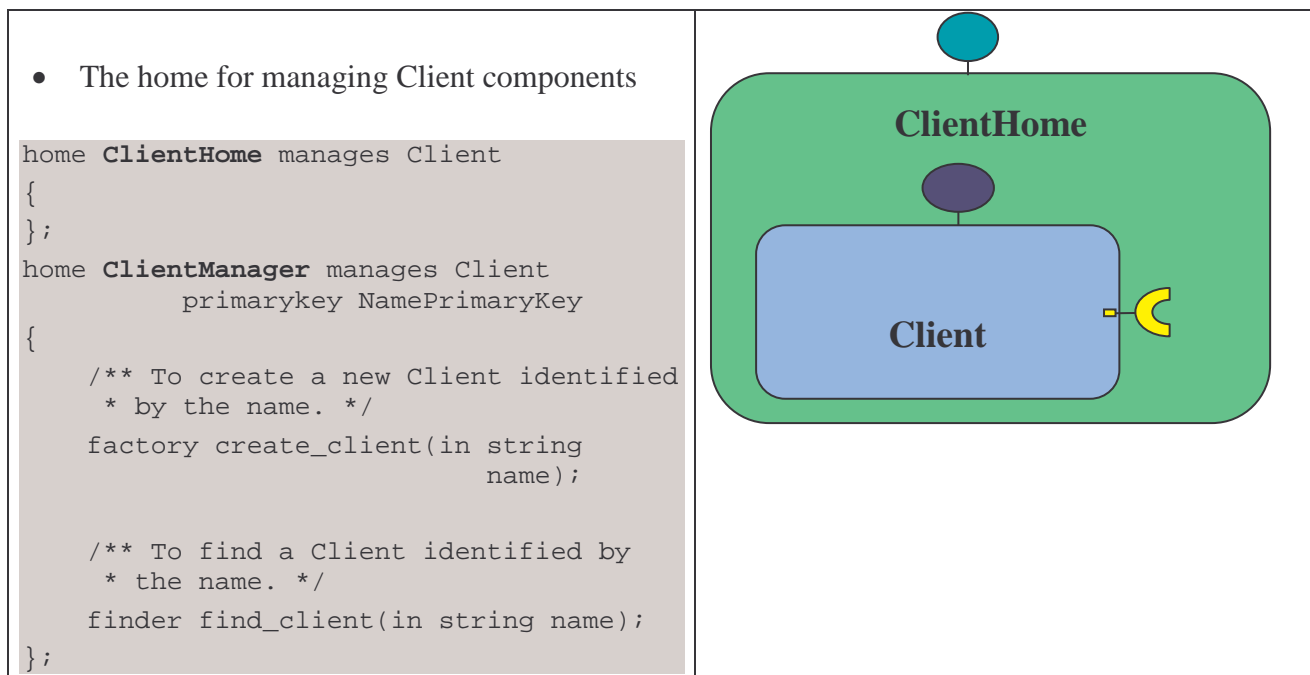 • The home for managing Client components
home ClientHome manages Client
{
};
home ClientManager manages Client
primarykey NamePrimaryKey
{
/** To create a new Client identified
* by the name. */
factory create_client(in string
name);
/** To find a Client identified by
* the name. */
finder find_client(in string name);
};
ClientHome
Client